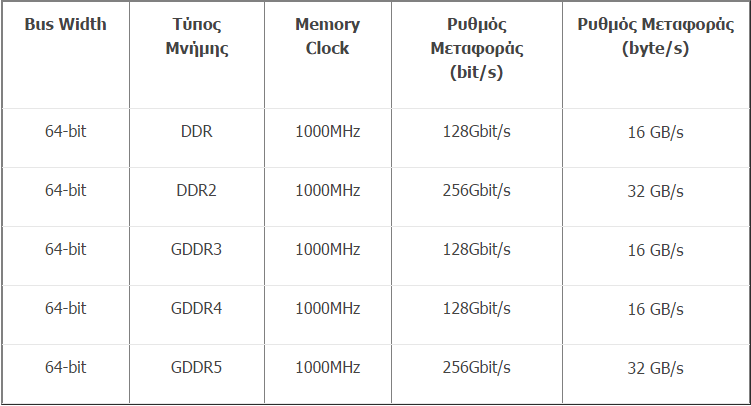 Bus Width Τύπος Memory Ρυθμός Ρυθμός Μεταφοράς
Μνήμης Clock Μεταφοράς (byte/s)
(bit/s)
64-bit DDR 1000MHz 128Gbit/s 16 GB/s
64-bit DDR2 1000MHz 256Gbit/s 32 GB/s
64-bit GDDR3 1000MHz 128Gbit/s 16 GB/s
64-bit GDDR4 1000MHz 128Gbit/s 16 GB/s
64-bit GDDR5 1000MHz 256Gbit/s 32 GB/s